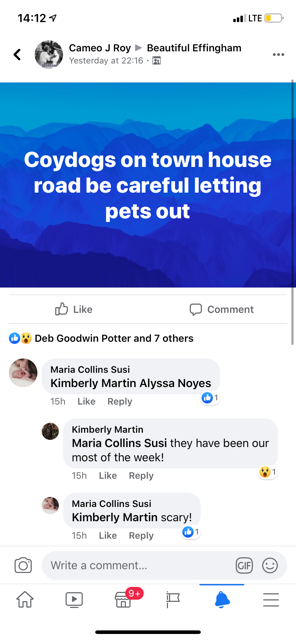 14:12 LTE
Cameo J Roy ▶ Beautiful Effingham
Yesterday at 22:16 ·
Coydogs on town house
road be careful letting
pets out
Like Comment
Deb Goodwin Potter and 7 others
Maria Collins Susi
Kimberly Martin Alyssa Noyes
15h Like Reply 1
Kimberly Martin
Maria Collins Susi they have been our
most of the week!
15h Like Reply 1
Maria Collins Susi
Kimberly Martin scary!
15h Like Reply 1
Write a comment... GIF
9+